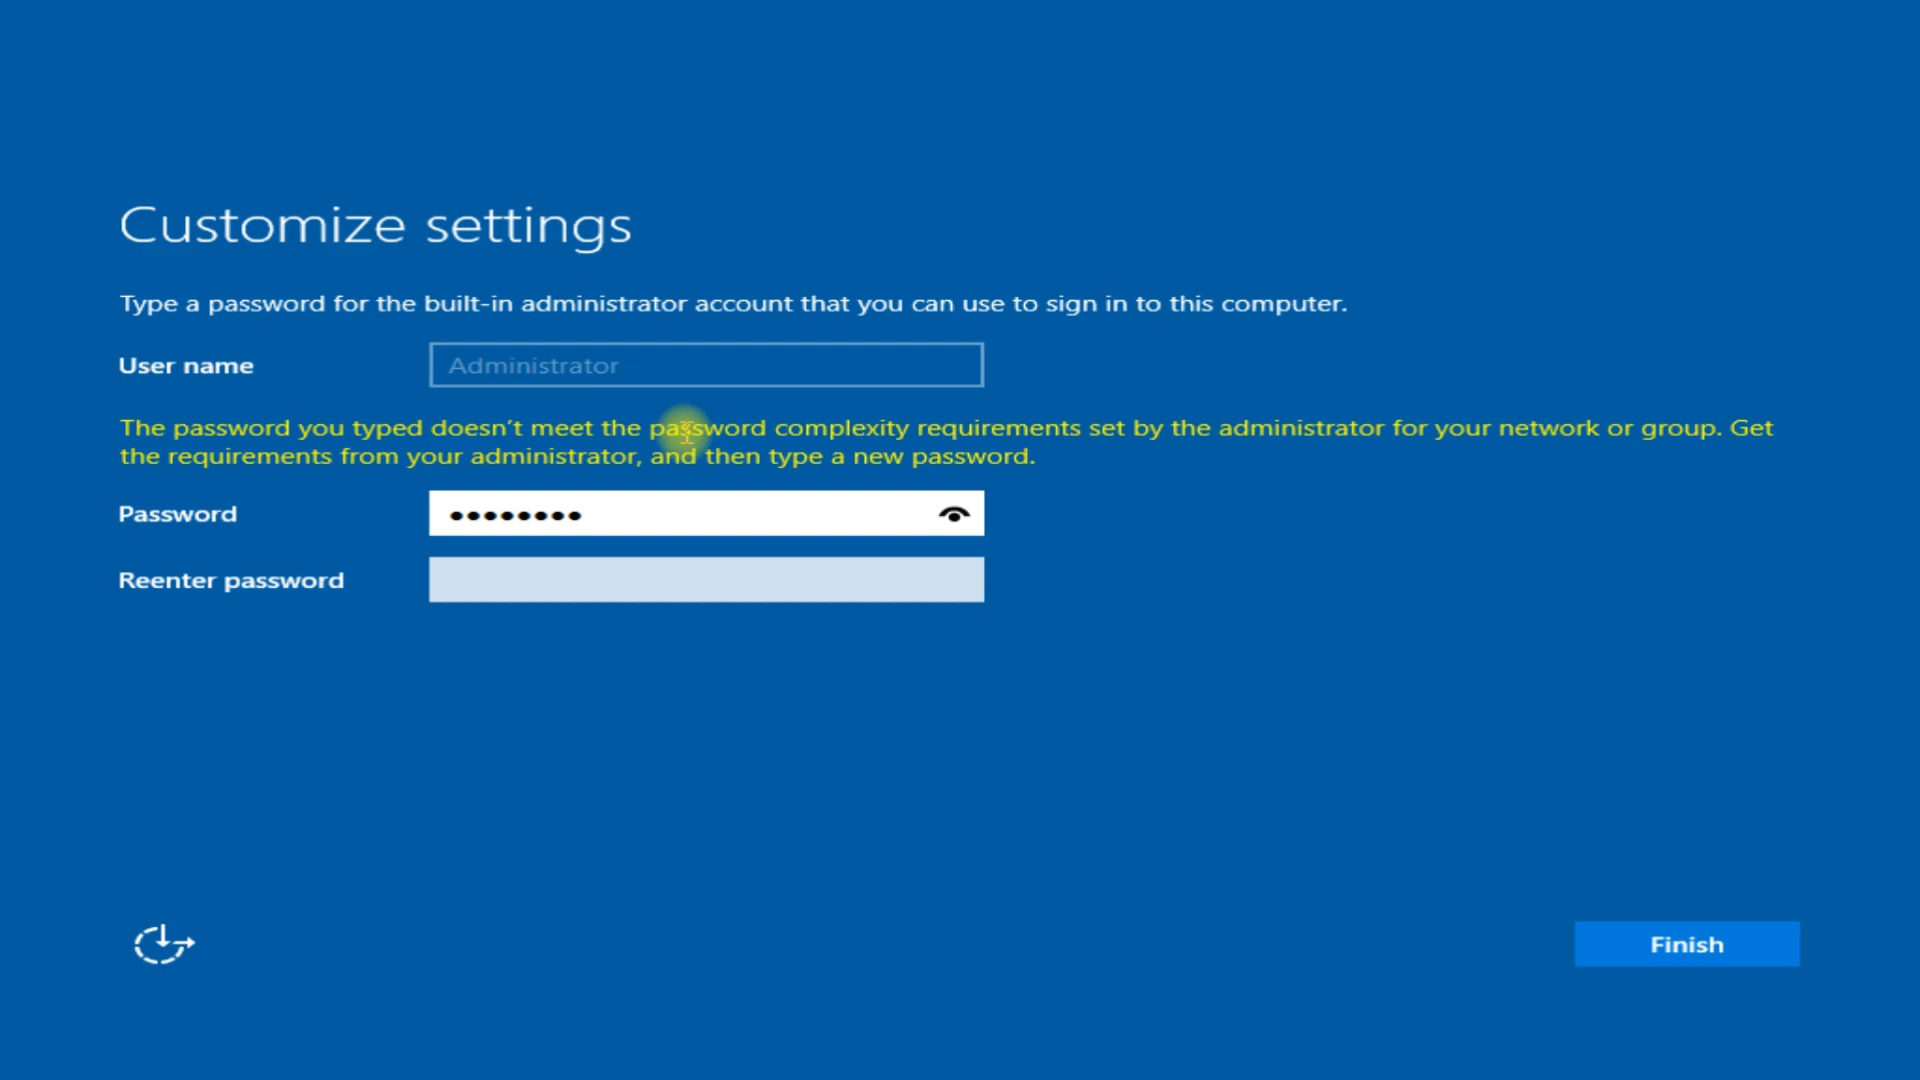 Customize settings
Type a password for the built-in administrator account that you can use to sign in to this computer.
User name
Administrator
The password you typed doesn't meet the password complexity requirements set by the administrator for your network or group. Get
the requirements from your administrator, and then type a new password.
Password
Reenter password
Finish